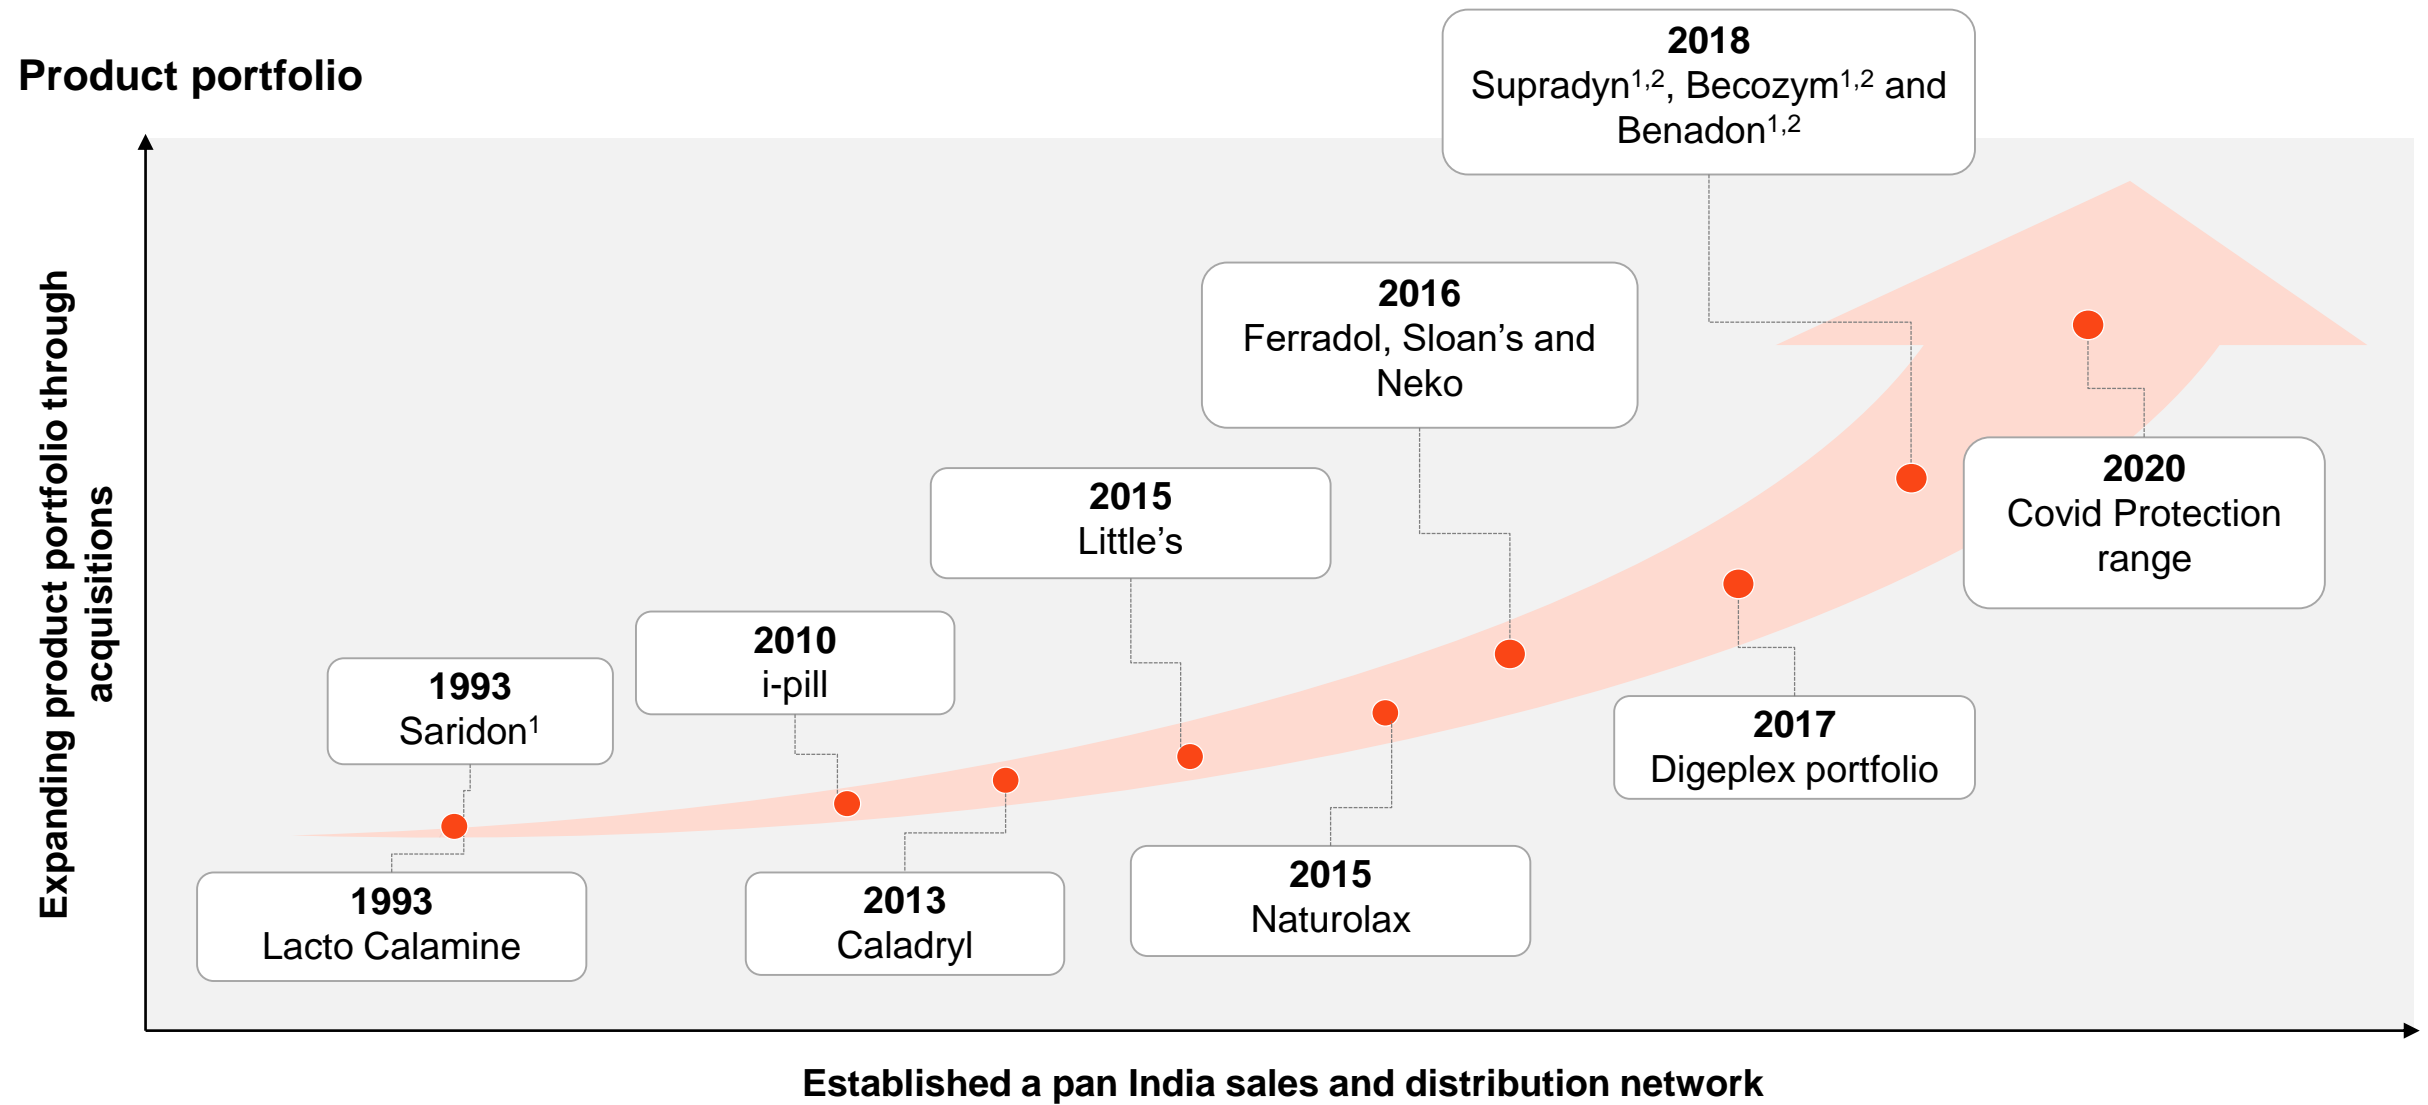 Product portfolio
Expanding product portfolio through
acquisitions
1993
Saridon¹
1993
Lacto Calamine
2010
i-pill
2013
Caladryl
2015
Little’s
2015
Naturolax
2016
Ferradol, Sloan’s and
Neko
2017
Digeplex portfolio
2018
Supradyn¹,², Becozym¹,² and
Benadon¹,²
2020
Covid Protection
range
Established a pan India sales and distribution network